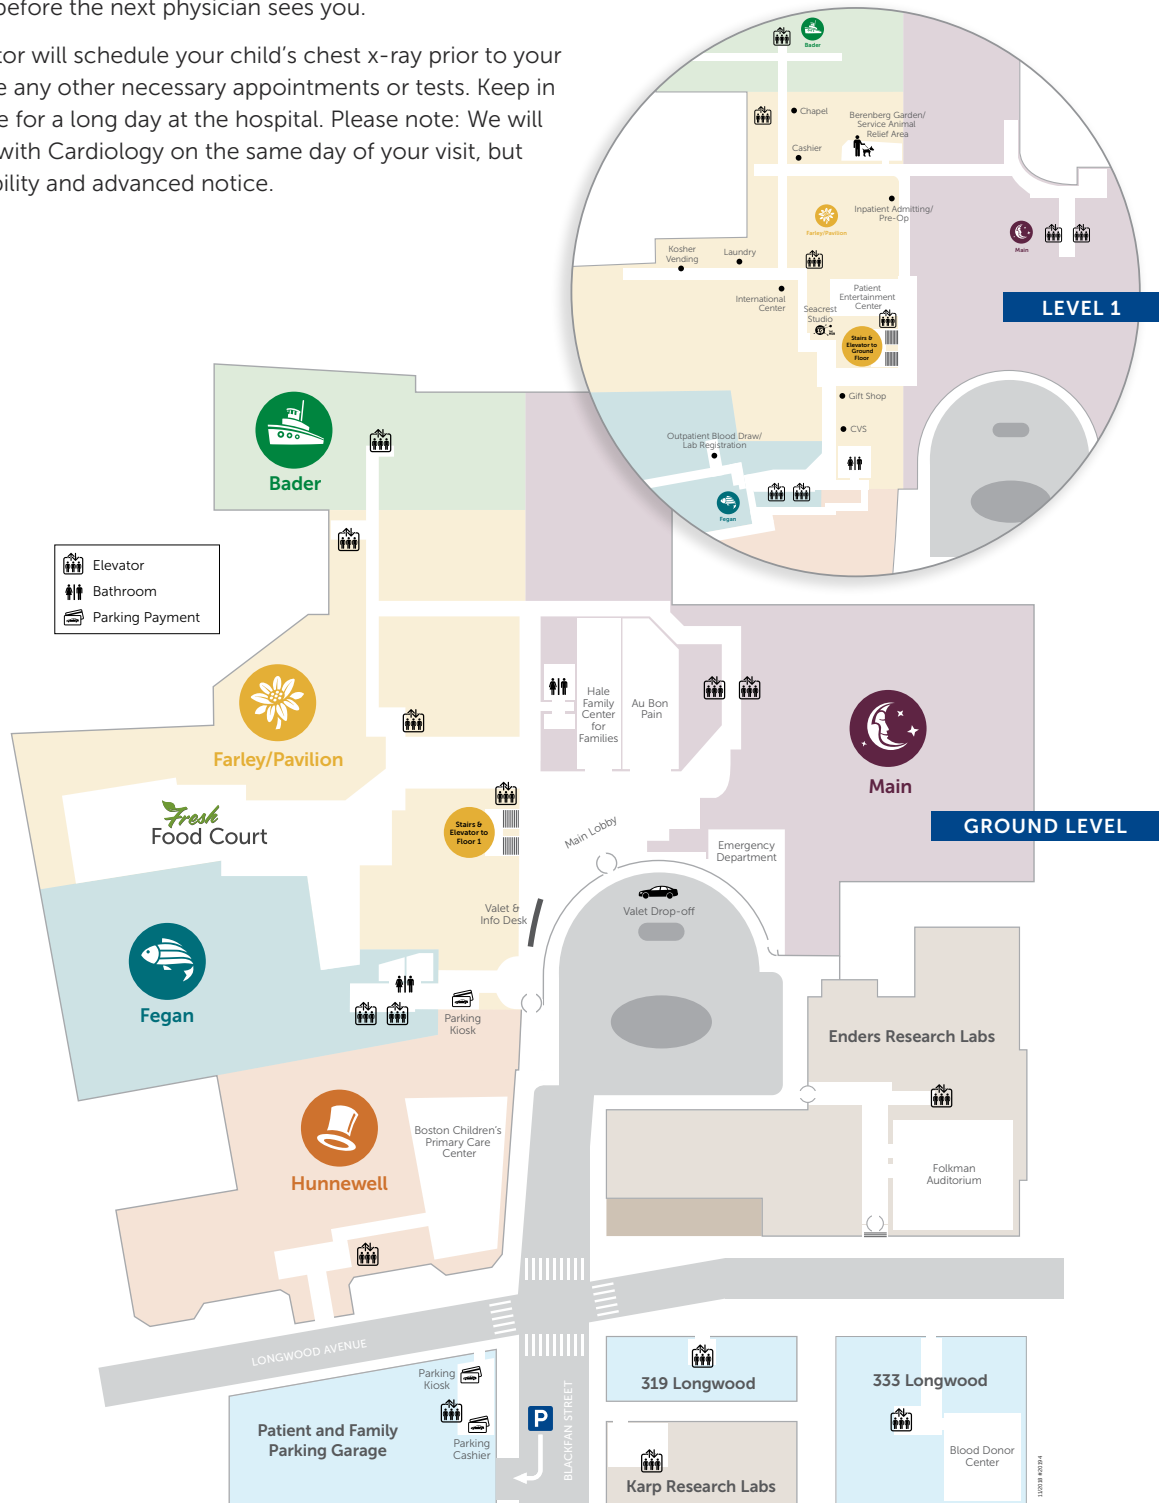 before the next physician sees you.
tor will schedule your child’s chest x-ray prior to your
e any other necessary appointments or tests. Keep in
e for a long day at the hospital. Please note: We will
with Cardiology on the same day of your visit, but
bility and advanced notice.
Bader
Chapel
Berenberg Garden/
Service Animal
Relief Area
Cashier
Inpatient Admitting/
Pre-Op
Farley/Pavilion
Main
Kosher
Vending
Laundry
International
Center
Patient
Entertainment
Center
Seacrest
Studio
Stairs &
Elevator to
Ground
Floor
LEVEL 1
Gift Shop
CVS
Outpatient Blood Draw/
Lab Registration
Fegan
Bader
Elevator
Bathroom
Parking Payment
Hale
Family
Center
for
Families
Au Bon
Pain
Farley/Pavilion
Main
Fresh
Food Court
Stairs &
Elevator to
Floor 1
Main Lobby
GROUND LEVEL
Emergency
Department
Valet &
Info Desk
Valet Drop-off
Fegan
Parking
Kiosk
Enders Research Labs
Boston Children’s
Primary Care
Center
Hunnewell
Folkman
Auditorium
LONGWOOD AVENUE
Parking
Kiosk
Patient and Family
Parking Garage
Parking
Cashier
P
BLACKFAN STREET
319 Longwood
333 Longwood
Karp Research Labs
Blood Donor
Center
11/2018 #20194